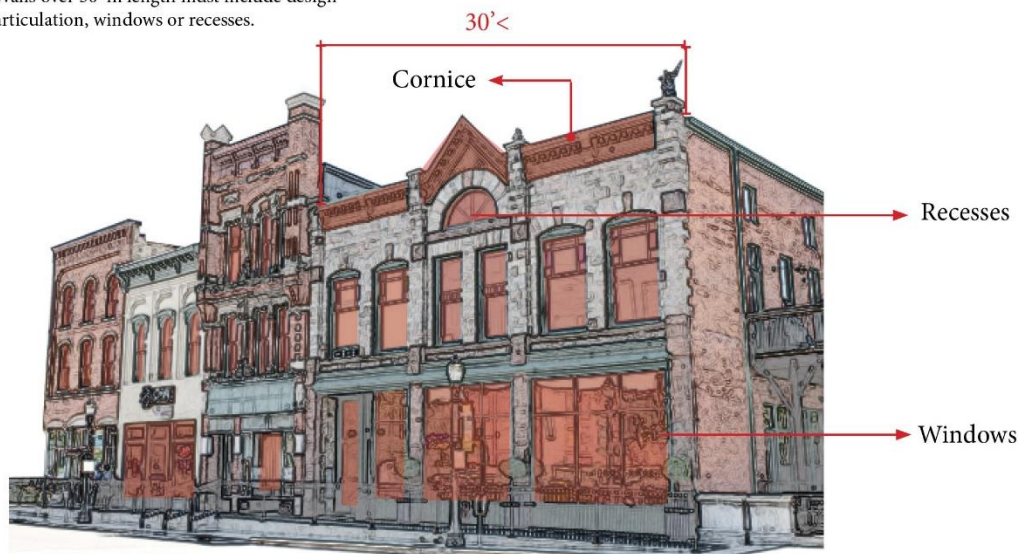 articulation, windows or recesses.
30'<
Cornice
Recesses
Windows